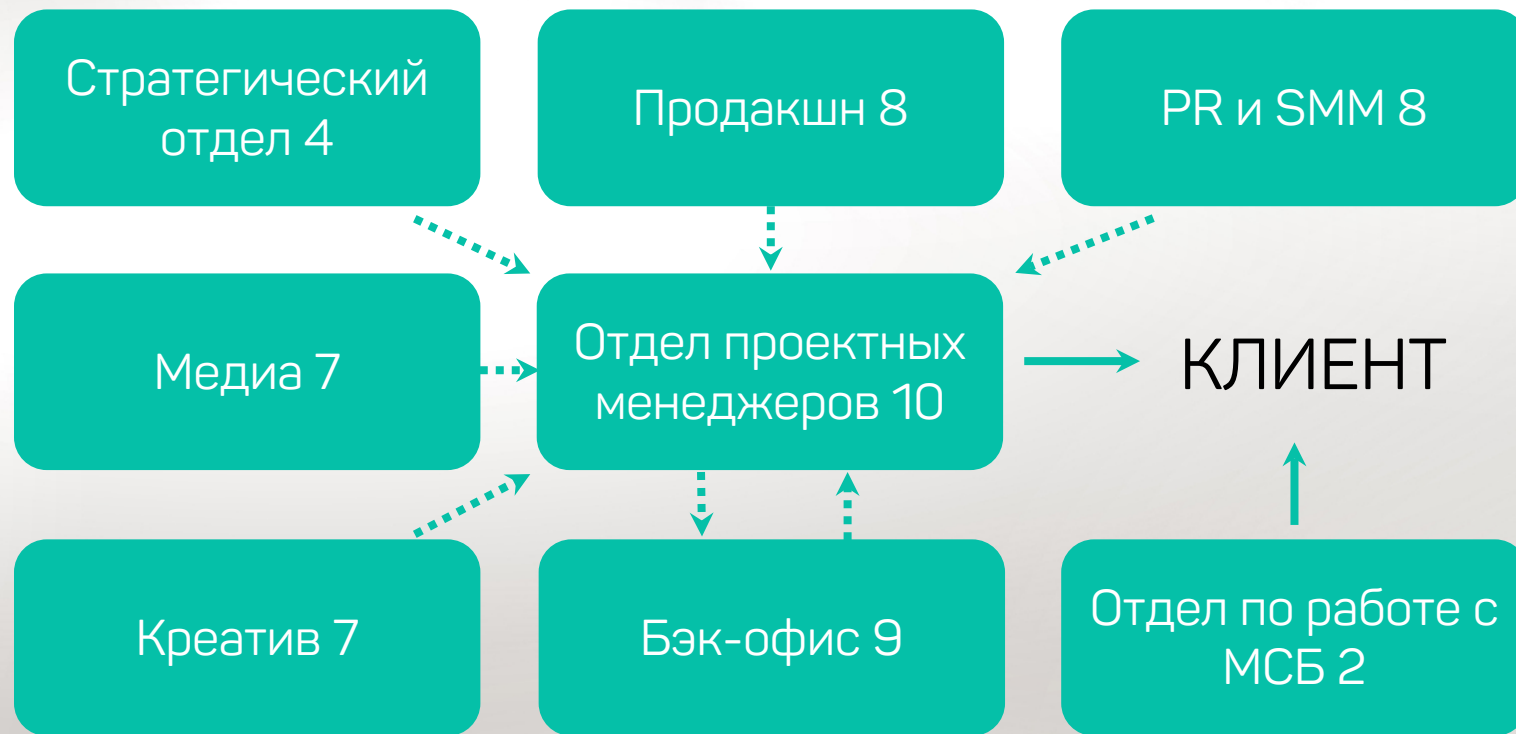 Стратегический
отдел 4
Продакшн 8
PR и SMM 8
Медиа 7
Отдел проектных
менеджеров 10
КЛИЕНТ
Креатив 7
Бэк-офис 9
Отдел по работе с
МСБ 2